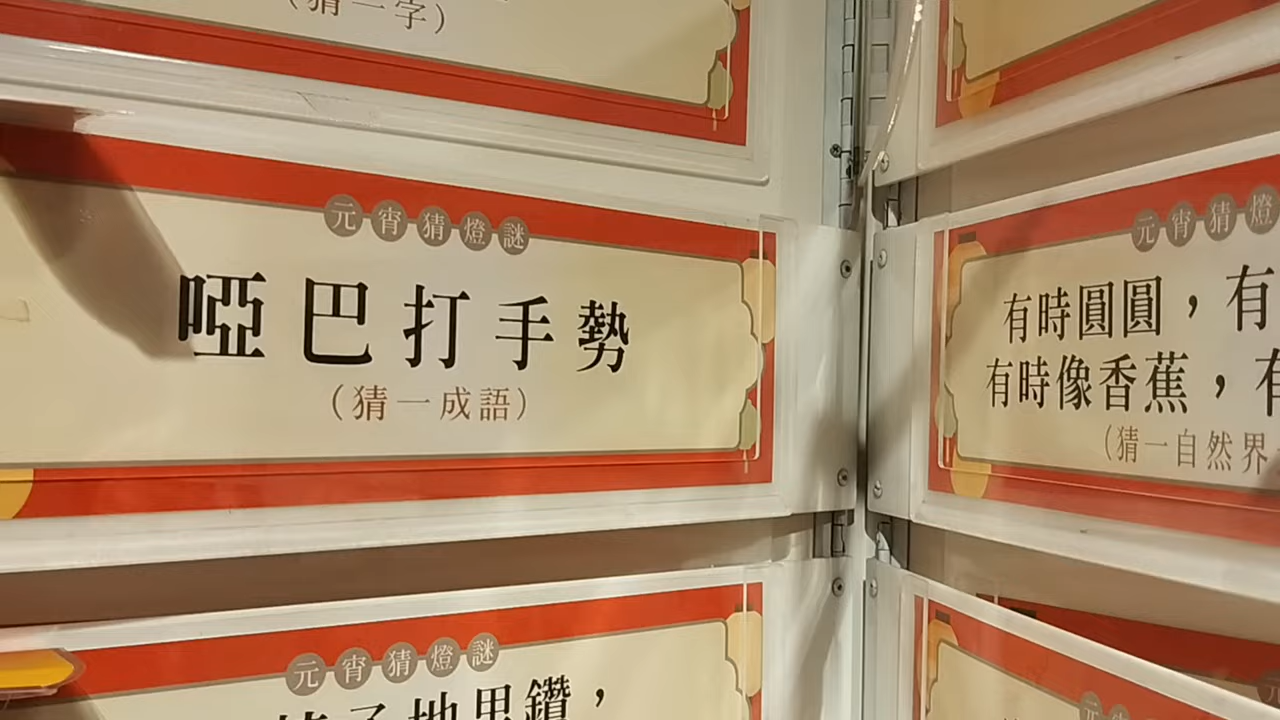 （猜一字）
元宵猜燈謎
啞巴打手勢
（猜一成語）
元宵猜燈謎
有時圓圓，有
有時像香蕉，有
（猜一自然界
元宵猜燈謎
鑽，